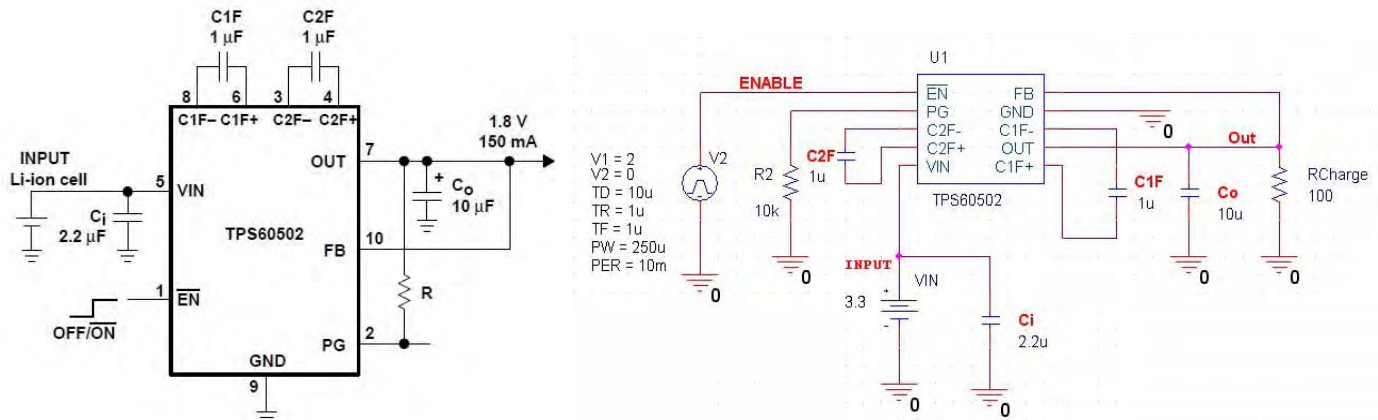 C1F
1 µF
C2F
1 µF
8
6
3
4
C1F− C1F+
C2F− C2F+
INPUT
Li-ion cell
5
VIN
Ci
2.2 µF
OUT
7
1.8 V
150 mA
+
Co
10 µF
TPS60502
FB
10
R
1
EN
OFF/ON
PG
2
GND
9
U1
ENABLE
EN
PG
C2F-
C2F+
VIN
FB
GND
C1F-
OUT
C1F+
TPS60502
0
V1 = 2
V2 = 0
TD = 10u
TR = 1u
TF = 1u
PW = 250u
PER = 10m
V2
0
R2
10k
0
C2F
1u
Out
C1F
1u
Co
10u
0
RCharge
100
0
INPUT
VIN
3.3
+
-
0
Ci
2.2u
0